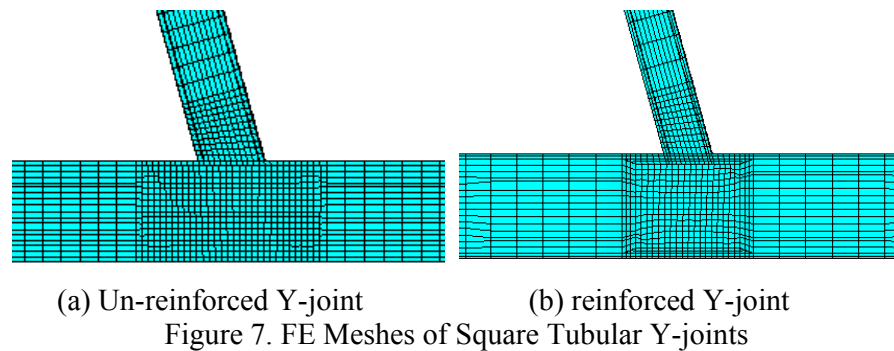 (a) Un-reinforced Y-joint
(b) reinforced Y-joint
Figure 7. FE Meshes of Square Tubular Y-joints